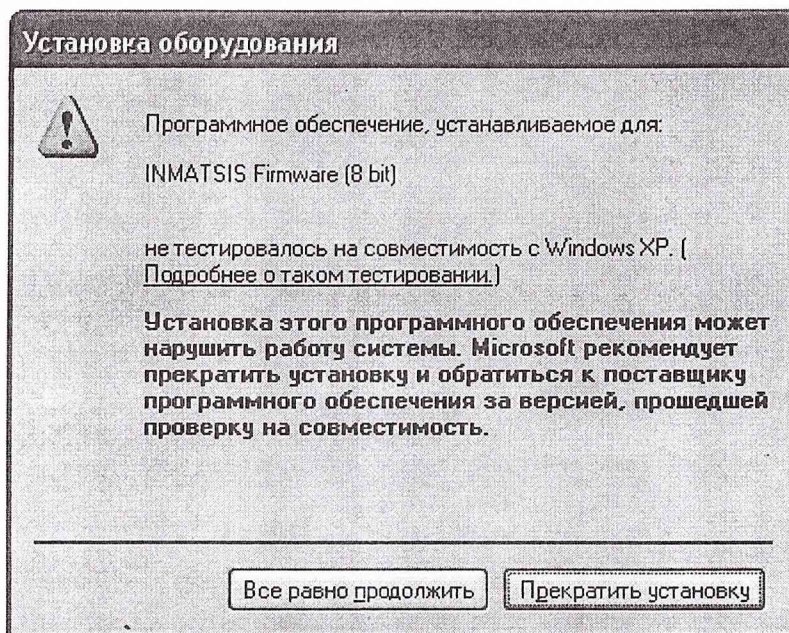 Установка оборудования
Программное обеспечение, устанавливаемое для:
INMATSIS Firmware (8 bit)
не тестировалось на совместимость с Windows XP. (
Подробнее о таком тестировании.)
Установка этого программного обеспечения может
нарушить работу системы. Microsoft рекомендует
прекратить установку и обратиться к поставщику
программного обеспечения за версией, прошедшей
проверку на совместимость.
Все равно продолжить
Прекратить установку